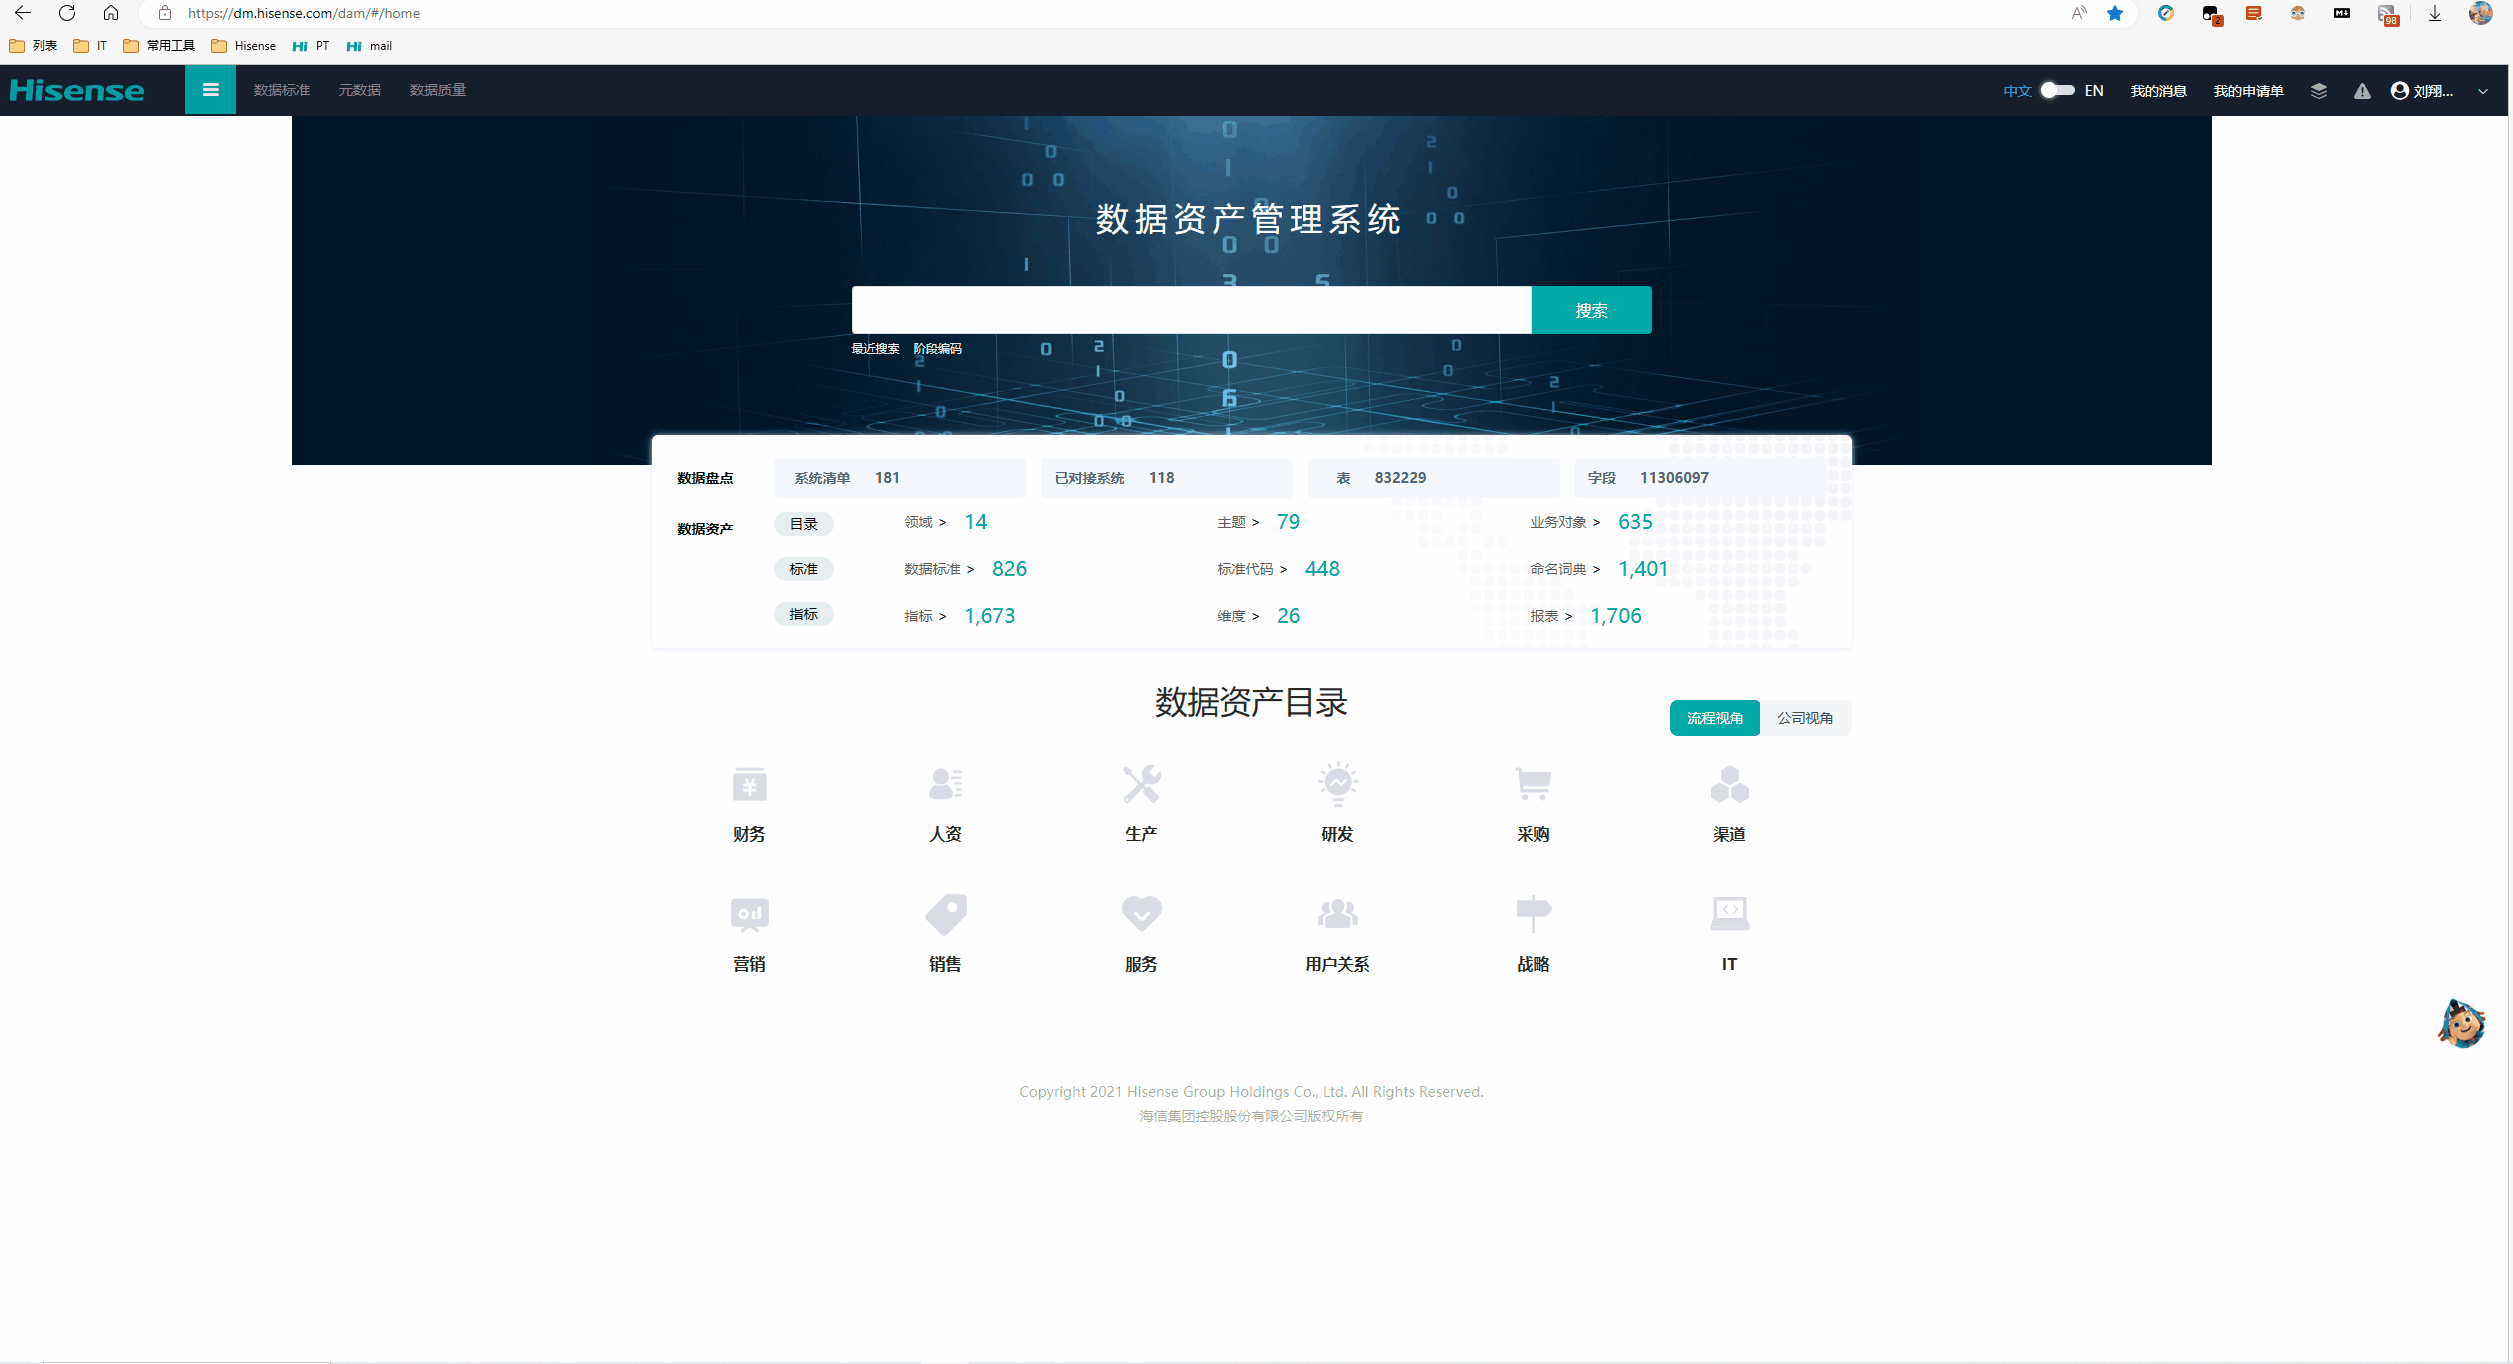 https://dm.hisense.com/dam/#/home
2
98
列表 IT 常用工具 Hisense Hi PT Hi mail
Hisense 数据标准 元数据 数据质量 中文 EN 我的消息 我的申请单 刘翔...
数据资产管理系统
搜索
最近搜索 阶段编码
数据盘点 系统清单 181 已对接系统 118 表 832229 字段 11306097
数据资产 目录 领域 > 14 主题 > 79 业务对象 > 635
标准 数据标准 > 826 标准代码 > 448 命名词典 > 1,401
指标 指标 > 1,673 维度 > 26 报表 > 1,706
数据资产目录
流程视角 公司视角
财务 人资 生产 研发 采购 渠道
营销 销售 服务 用户关系 战略 IT
Copyright 2021 Hisense Group Holdings Co., Ltd. All Rights Reserved.
海信集团控股股份有限公司版权所有